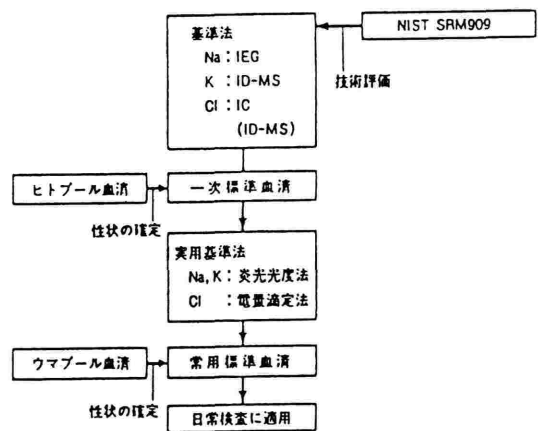 基準法
Na：IEG
K ：ID-MS
Cl：IC
(ID-MS)
NIST SRM909
技術評価
ヒトプール血清
一次標準血清
性状の確定
実用基準法
Na,K：炎光光度法
Cl ：電量滴定法
ウマプール血清
常用標準血清
性状の確定
日常検査に適用